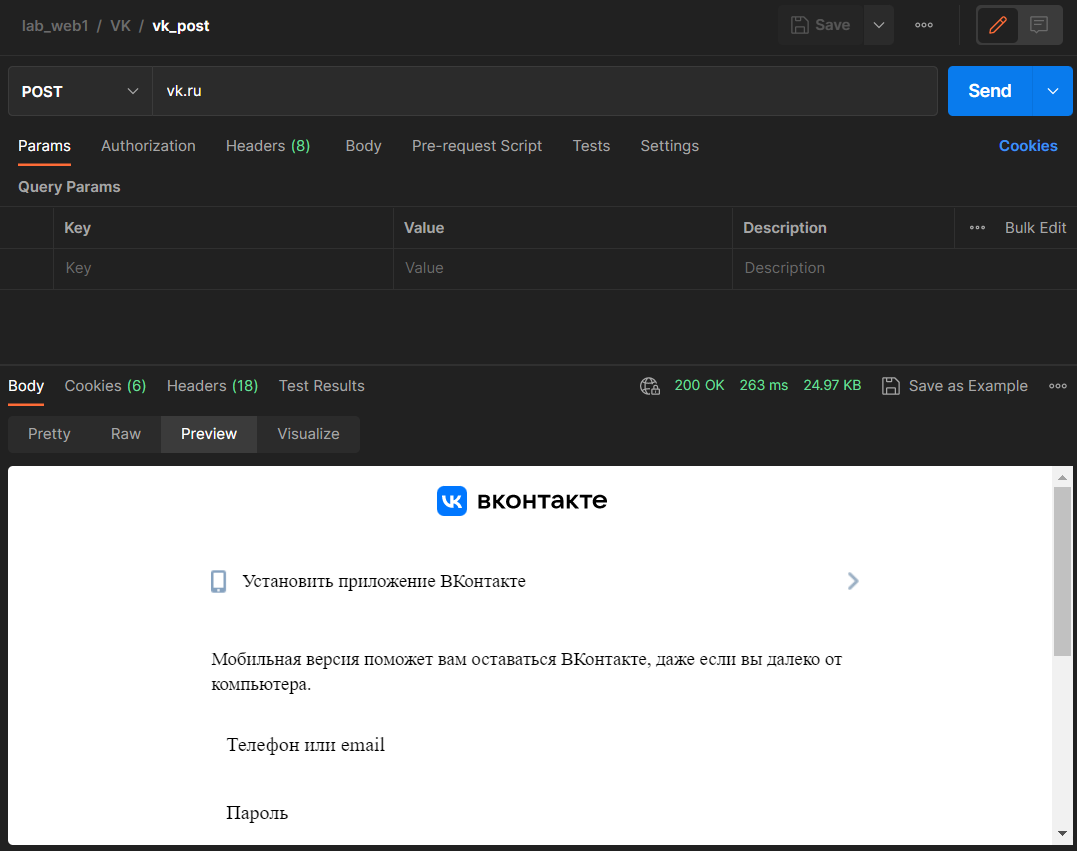 lab_web1 / VK / vk_post
Save
POST
vk.ru
Send
Params Authorization Headers (8) Body Pre-request Script Tests Settings Cookies
Query Params
Key Value Description Bulk Edit
Key Value Description
Body Cookies (6) Headers (18) Test Results 200 OK 263 ms 24.97 KB Save as Example
Pretty Raw Preview Visualize
VK вконтакте
Установить приложение ВКонтакте
Мобильная версия поможет вам оставаться ВКонтакте, даже если вы далеко от
компьютера.
Телефон или email
Пароль